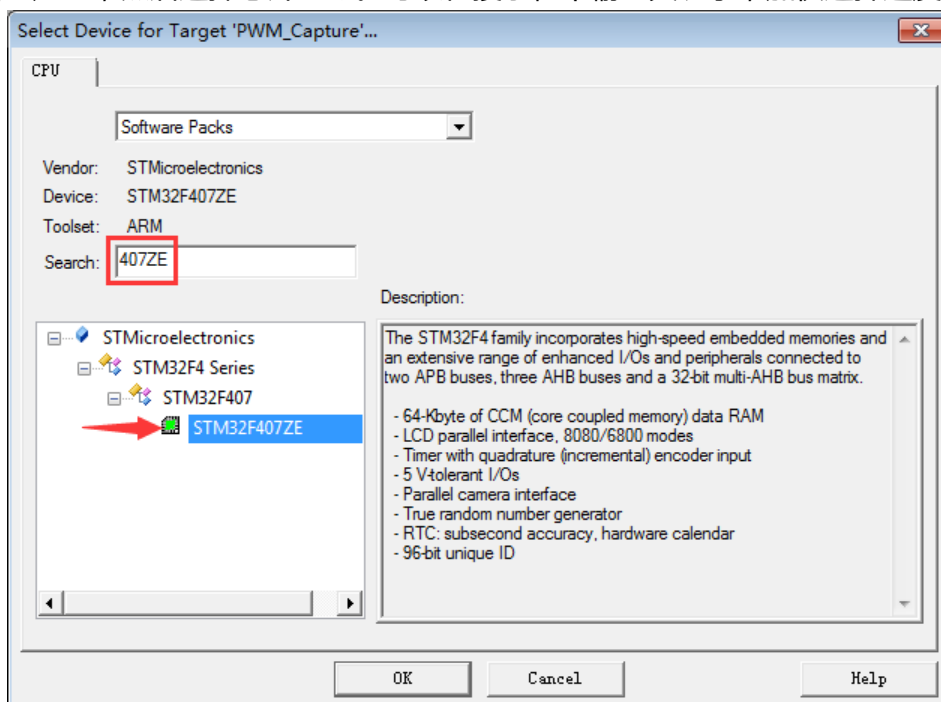 Select Device for Target 'PWM_Capture'...
CPU
Software Packs
Vendor: STMicroelectronics
Device: STM32F407ZE
Toolset: ARM
Search: 407ZE
Description:
STMicroelectronics
STM32F4 Series
STM32F407
STM32F407ZE
The STM32F4 family incorporates high-speed embedded memories and
an extensive range of enhanced I/Os and peripherals connected to
two APB buses, three AHB buses and a 32-bit multi-AHB bus matrix.
- 64-Kbyte of CCM (core coupled memory) data RAM
- LCD parallel interface, 8080/6800 modes
- Timer with quadrature (incremental) encoder input
- 5 V-tolerant I/Os
- Parallel camera interface
- True random number generator
- RTC: subsecond accuracy, hardware calendar
- 96-bit unique ID
OK
Cancel
Help